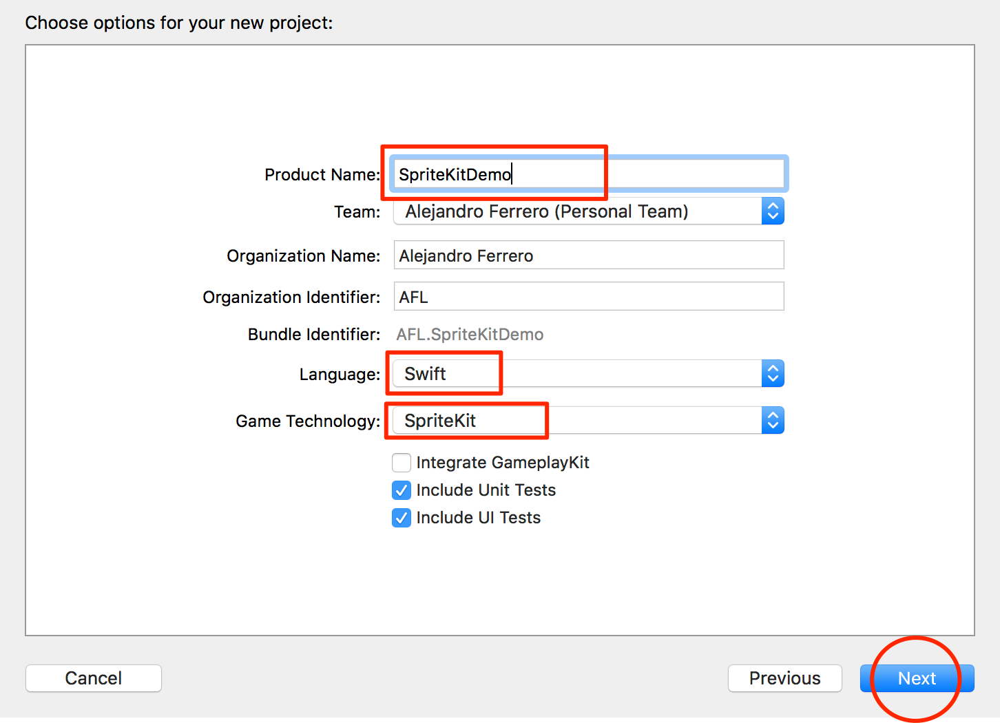 Choose options for your new project:
Product Name: SpriteKitDemo
Team: Alejandro Ferrero (Personal Team)
Organization Name: Alejandro Ferrero
Organization Identifier: AFL
Bundle Identifier: AFL.SpriteKitDemo
Language: Swift
Game Technology: SpriteKit
Integrate GameplayKit
Include Unit Tests
Include UI Tests
Cancel Previous Next